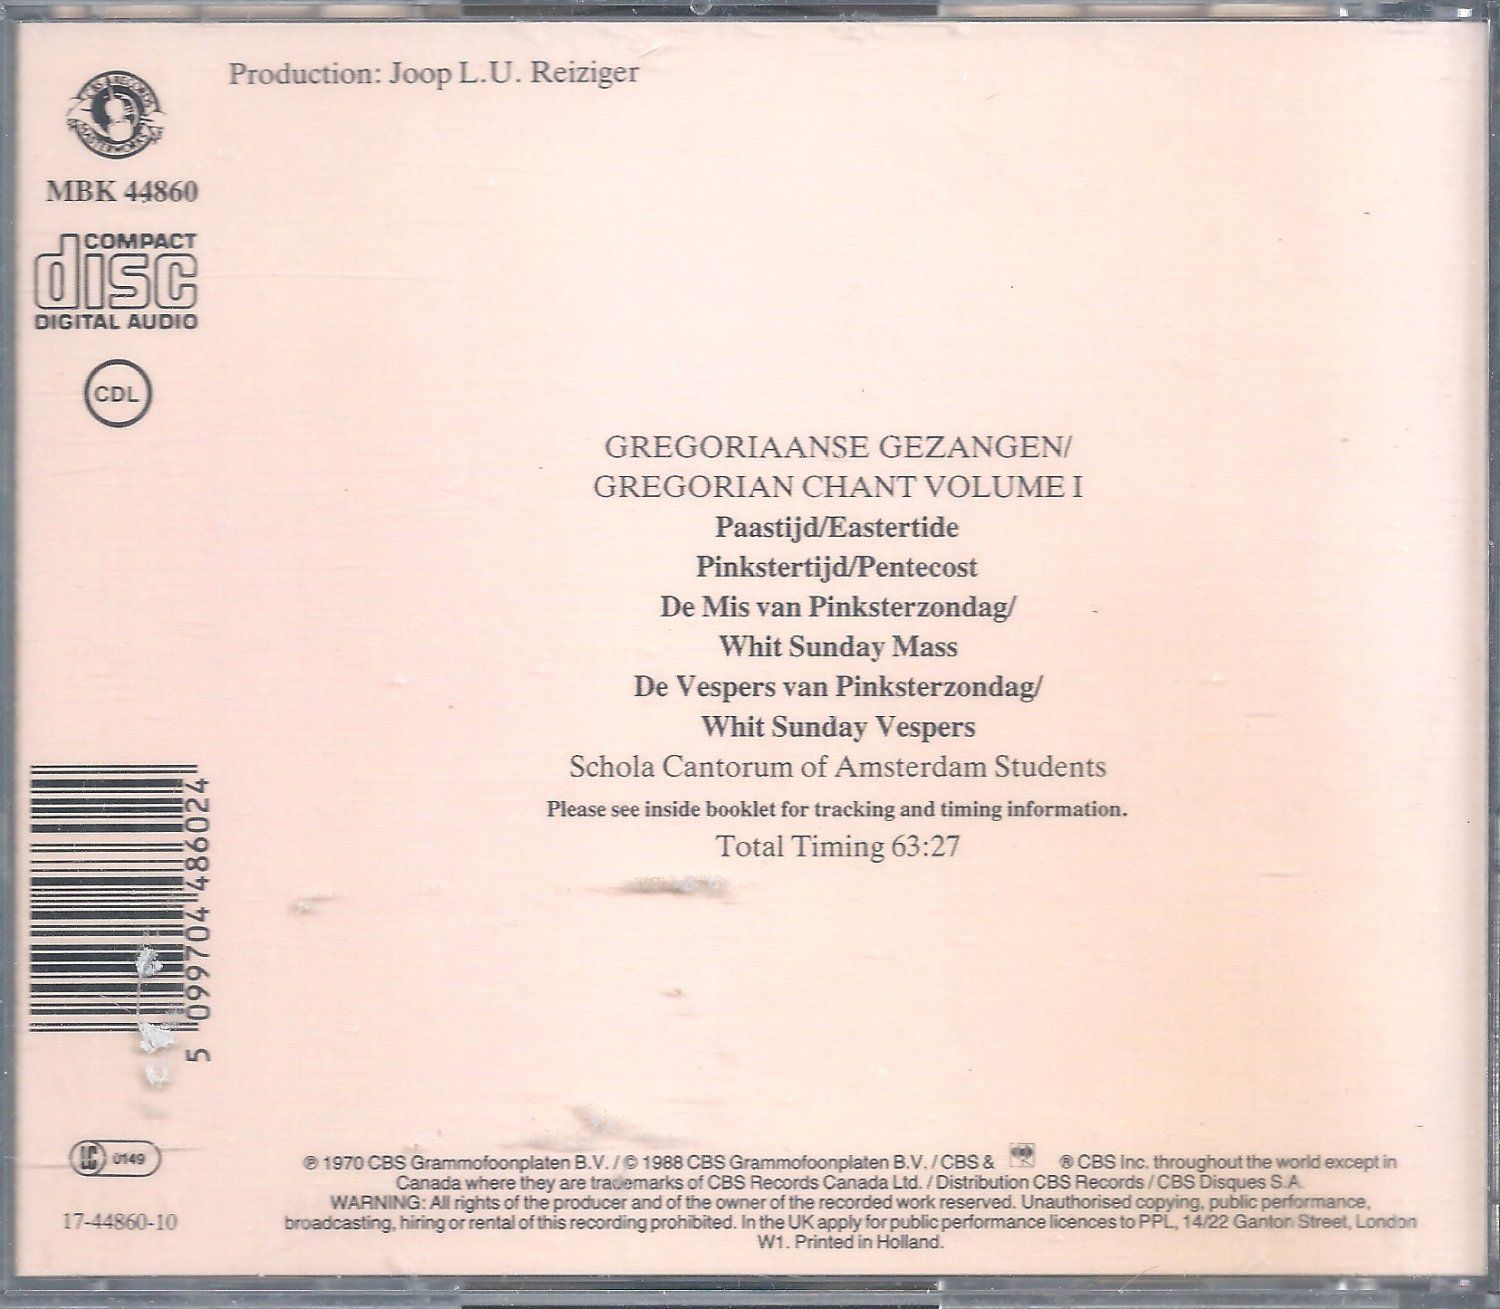 Production: Joop L.U. Reiziger
CBS RECORDS
MASTERWORKS
MBK 44860
COMPACT
disc
DIGITAL AUDIO
CDL
GREGORIAANSE GEZANGEN/
GREGORIAN CHANT VOLUME I
Paastijd/Eastertide
Pinkstertijd/Pentecost
De Mis van Pinksterzondag/
Whit Sunday Mass
De Vespers van Pinksterzondag/
Whit Sunday Vespers
Schola Cantorum of Amsterdam Students
Please see inside booklet for tracking and timing information.
Total Timing 63:27
5 099704 486024
LC 0149
17-44860-10
℗ 1970 CBS Grammofoonplaten B.V. / © 1988 CBS Grammofoonplaten B.V. / CBS & ® CBS Inc. throughout the world except in
Canada where they are trademarks of CBS Records Canada Ltd. / Distribution CBS Records / CBS Disques S.A.
WARNING: All rights of the producer and of the owner of the recorded work reserved. Unauthorised copying, public performance,
broadcasting, hiring or rental of this recording prohibited. In the UK apply for public performance licences to PPL, 14/22 Ganton Street, London
W1. Printed in Holland.